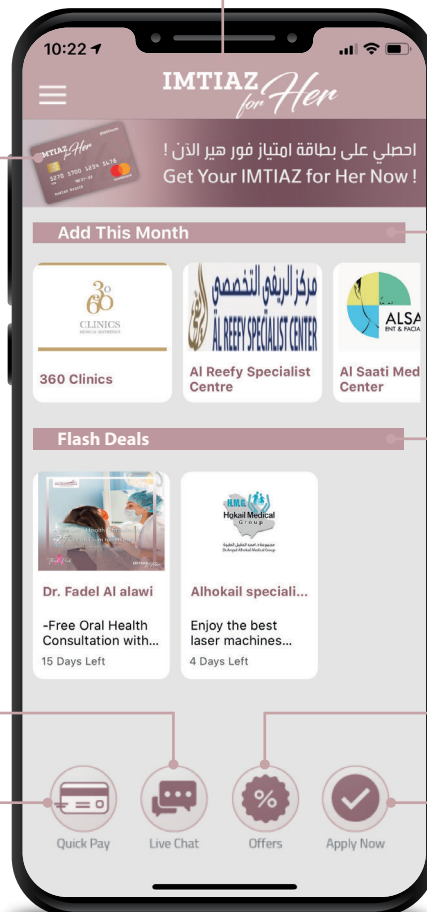 10:22
IMTIAZ
for Her
احصلي على بطاقة امتياز فور هير الآن !
Get Your IMTIAZ for Her Now !
IMTIAZ for Her
Add This Month
360
CLINICS
مركز الريفي التخصصي
AL REEFY SPECIALIST CENTER
ALSA
ENT & FACIA
360 Clinics
Al Reefy Specialist
Centre
Al Saati Med
Center
Flash Deals
H.M.G.
Hokail Medical
Group
Dr. Fadel Al alawi
Alhokail speciali...
-Free Oral Health
Consultation with...
Enjoy the best
laser machines...
15 Days Left
4 Days Left
%
Quick Pay
Live Chat
Offers
Apply Now